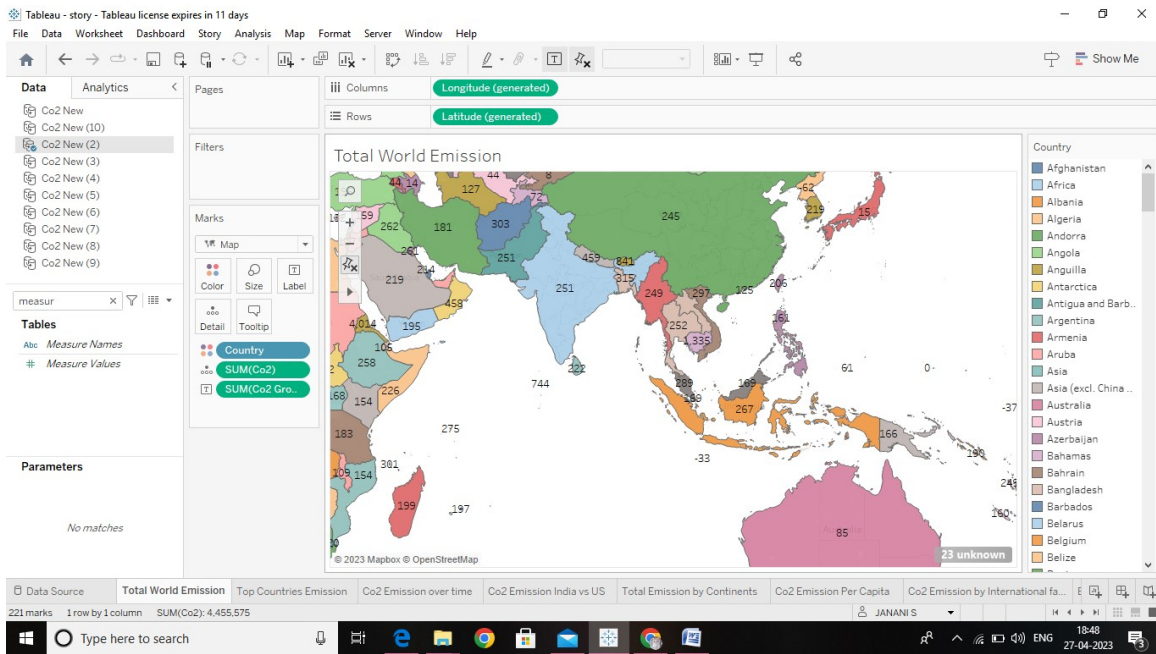 Tableau - story - Tableau license expires in 11 days
File Data Worksheet Dashboard Story Analysis Map Format Server Window Help
Show Me
Data Analytics
Co2 New
Co2 New (10)
Co2 New (2)
Co2 New (3)
Co2 New (4)
Co2 New (5)
Co2 New (6)
Co2 New (7)
Co2 New (8)
Co2 New (9)
measur
Tables
Abc Measure Names
# Measure Values
Parameters
No matches
Pages
Filters
Marks
Map
Color Size Label
Detail Tooltip
Country
SUM(Co2)
SUM(Co2 Gro..
Columns Longitude (generated)
Rows Latitude (generated)
Total World Emission
44 14 127 44 8 -62
72 245 219 15
59 262 181 303
261 251 459 841
219 214 251 315 249 297 125 206
458 161
4,014 195 252
105 1,335
258 222 61 0
744 289 169
168 154 226 169 267 -37
183 275 166
-33 190
301
109 154 249
199 197 160
85
23 unknown
© 2023 Mapbox © OpenStreetMap
Country
Afghanistan
Africa
Albania
Algeria
Andorra
Angola
Anguilla
Antarctica
Antigua and Barb..
Argentina
Armenia
Aruba
Asia
Asia (excl. China ..
Australia
Austria
Azerbaijan
Bahamas
Bahrain
Bangladesh
Barbados
Belarus
Belgium
Belize
Data Source Total World Emission Top Countries Emission Co2 Emission over time Co2 Emission India vs US Total Emission by Continents Co2 Emission Per Capita Co2 Emission by International fa...
221 marks 1 row by 1 column SUM(Co2): 4,455,575 JANANI S
Type here to search
ENG
18:48
27-04-2023
3